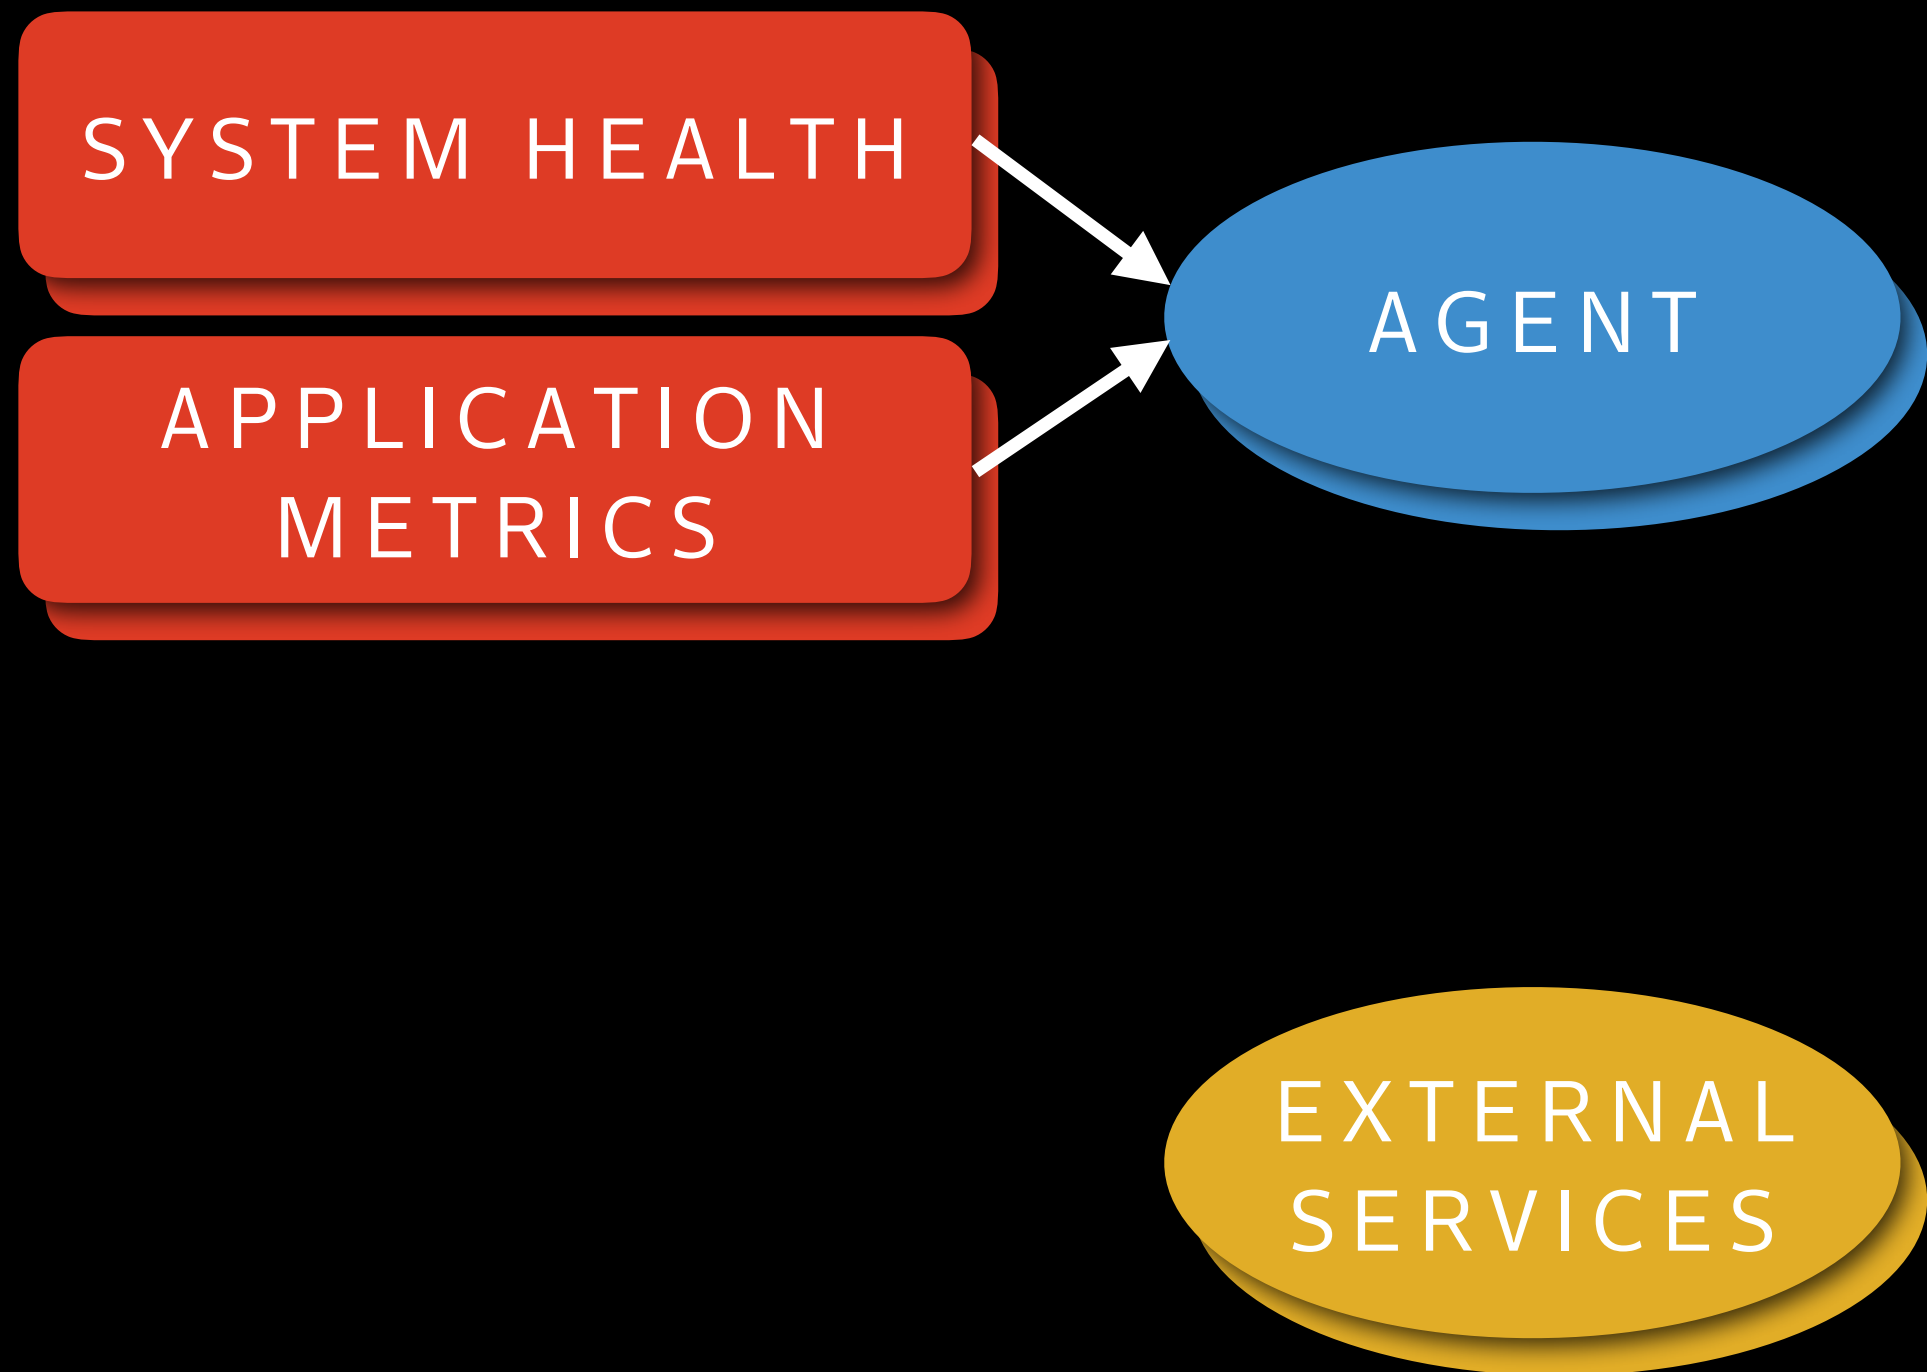 SYSTEM HEALTH
APPLICATION
METRICS
AGENT
EXTERNAL
SERVICES